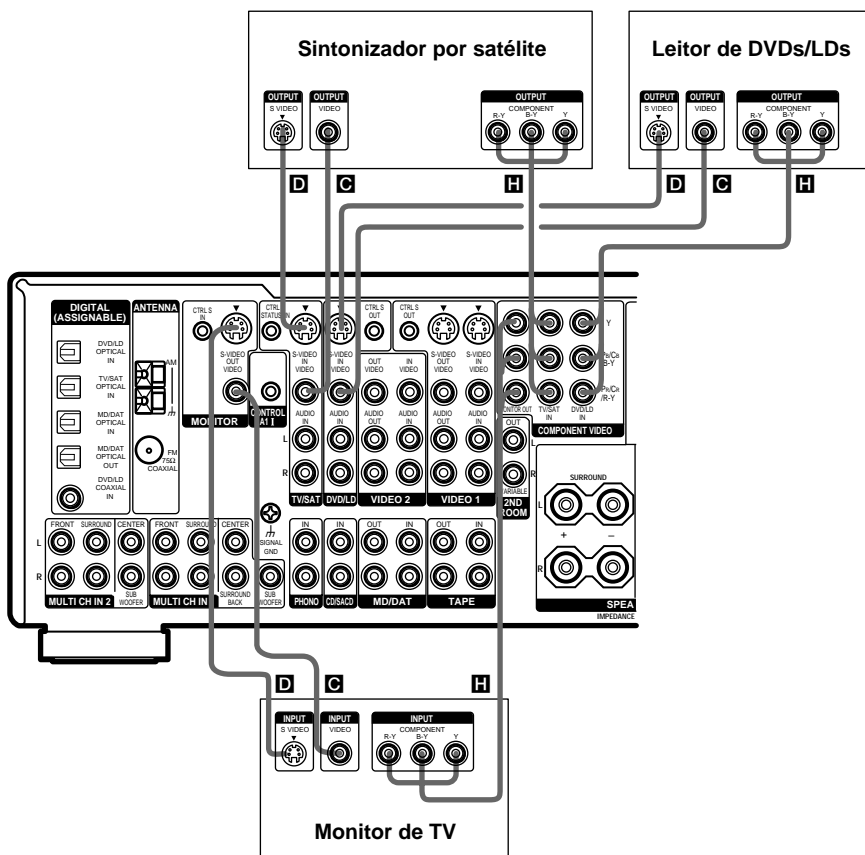 Sintonizador por satélite
OUTPUT
S VIDEO
OUTPUT
VIDEO
OUTPUT
COMPONENT
R-Y B-Y Y
Leitor de DVDs/LDs
OUTPUT
S VIDEO
OUTPUT
VIDEO
OUTPUT
COMPONENT
R-Y B-Y Y
D C H D C H
DIGITAL
(ASSIGNABLE)
DVD/LD
OPTICAL
IN
TV/SAT
OPTICAL
IN
MD/DAT
OPTICAL
IN
MD/DAT
OPTICAL
OUT
DVD/LD
COAXIAL
IN
ANTENNA
AM
FM
75Ω
COAXIAL
CTRL S
IN
S-VIDEO
OUT
VIDEO
MONITOR
CTRL
STATUS IN
CONTROL
A1
S-VIDEO
IN
VIDEO
AUDIO
IN
L
R
TV/SAT
S-VIDEO
IN
VIDEO
AUDIO
IN
DVD/LD
CTRL S
OUT
OUT
VIDEO
AUDIO
OUT
CTRL S
OUT
IN
VIDEO
AUDIO
IN
VIDEO 2
S-VIDEO
OUT
VIDEO
AUDIO
OUT
S-VIDEO
IN
VIDEO
AUDIO
IN
VIDEO 1
Y
PB/CB
B-Y
PR/CR
/R-Y
MONITOR OUT
TV/SAT
IN
DVD/LD
IN
COMPONENT VIDEO
OUT
L
R
2ND
ROOM
SURROUND
L
+ –
R
SPEA
IMPEDANCE
FRONT SURROUND CENTER
L
R
MULTI CH IN 2
SUB
WOOFER
FRONT SURROUND CENTER
MULTI CH IN
SURROUND
BACK
SUB
WOOFER
SIGNAL
GND
IN
PHONO
IN
CD/SACD
OUT IN
MD/DAT
OUT IN
TAPE
D C H
INPUT
S VIDEO
INPUT
VIDEO
INPUT
COMPONENT
R-Y B-Y Y
Monitor de TV